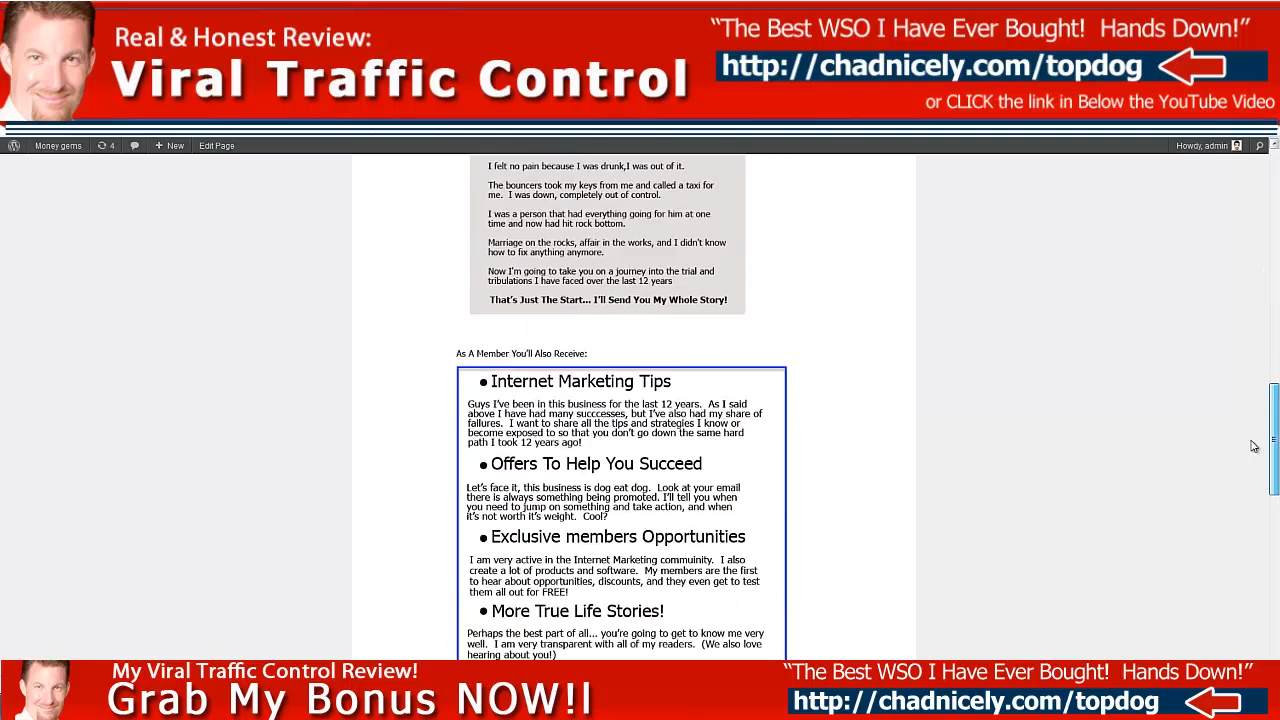 Real & Honest Review:
Viral Traffic Control
“The Best WSO I Have Ever Bought!  Hands Down!”
http://chadnicely.com/topdog
or CLICK the link in Below the YouTube Video
Money gems
4
+ New
Edit Page
Howdy, admin
I felt no pain because I was drunk,I was out of it.
The bouncers took my keys from me and called a taxi for
me.  I was down, completely out of control.
I was a person that had everything going for him at one
time and now had hit rock bottom.
Marriage on the rocks, affair in the works, and I didn't know
how to fix anything anymore.
Now I'm going to take you on a journey into the trial and
tribulations I have faced over the last 12 years
That's Just The Start... I'll Send You My Whole Story!
As A Member You'll Also Receive:
• Internet Marketing Tips
Guys I've been in this business for the last 12 years.  As I said
above I have had many succcesses, but I've also had my share of
failures.  I want to share all the tips and strategies I know or
become exposed to so that you don't go down the same hard
path I took 12 years ago!
• Offers To Help You Succeed
Let's face it, this business is dog eat dog.  Look at your email
there is always something being promoted. I'll tell you when
you need to jump on something and take action, and when
it's not worth it's weight.  Cool?
• Exclusive members Opportunities
I am very active in the Internet Marketing commuinity.  I also
create a lot of products and software.  My members are the first
to hear about opportunities, discounts, and they even get to test
them all out for FREE!
• More True Life Stories!
Perhaps the best part of all... you're going to get to know me very
well.  I am very transparent with all of my readers.  (We also love
hearing about you!)
My Viral Traffic Control Review!
Grab My Bonus NOW!l
“The Best WSO I Have Ever Bought!  Hands Down!”
http://chadnicely.com/topdog